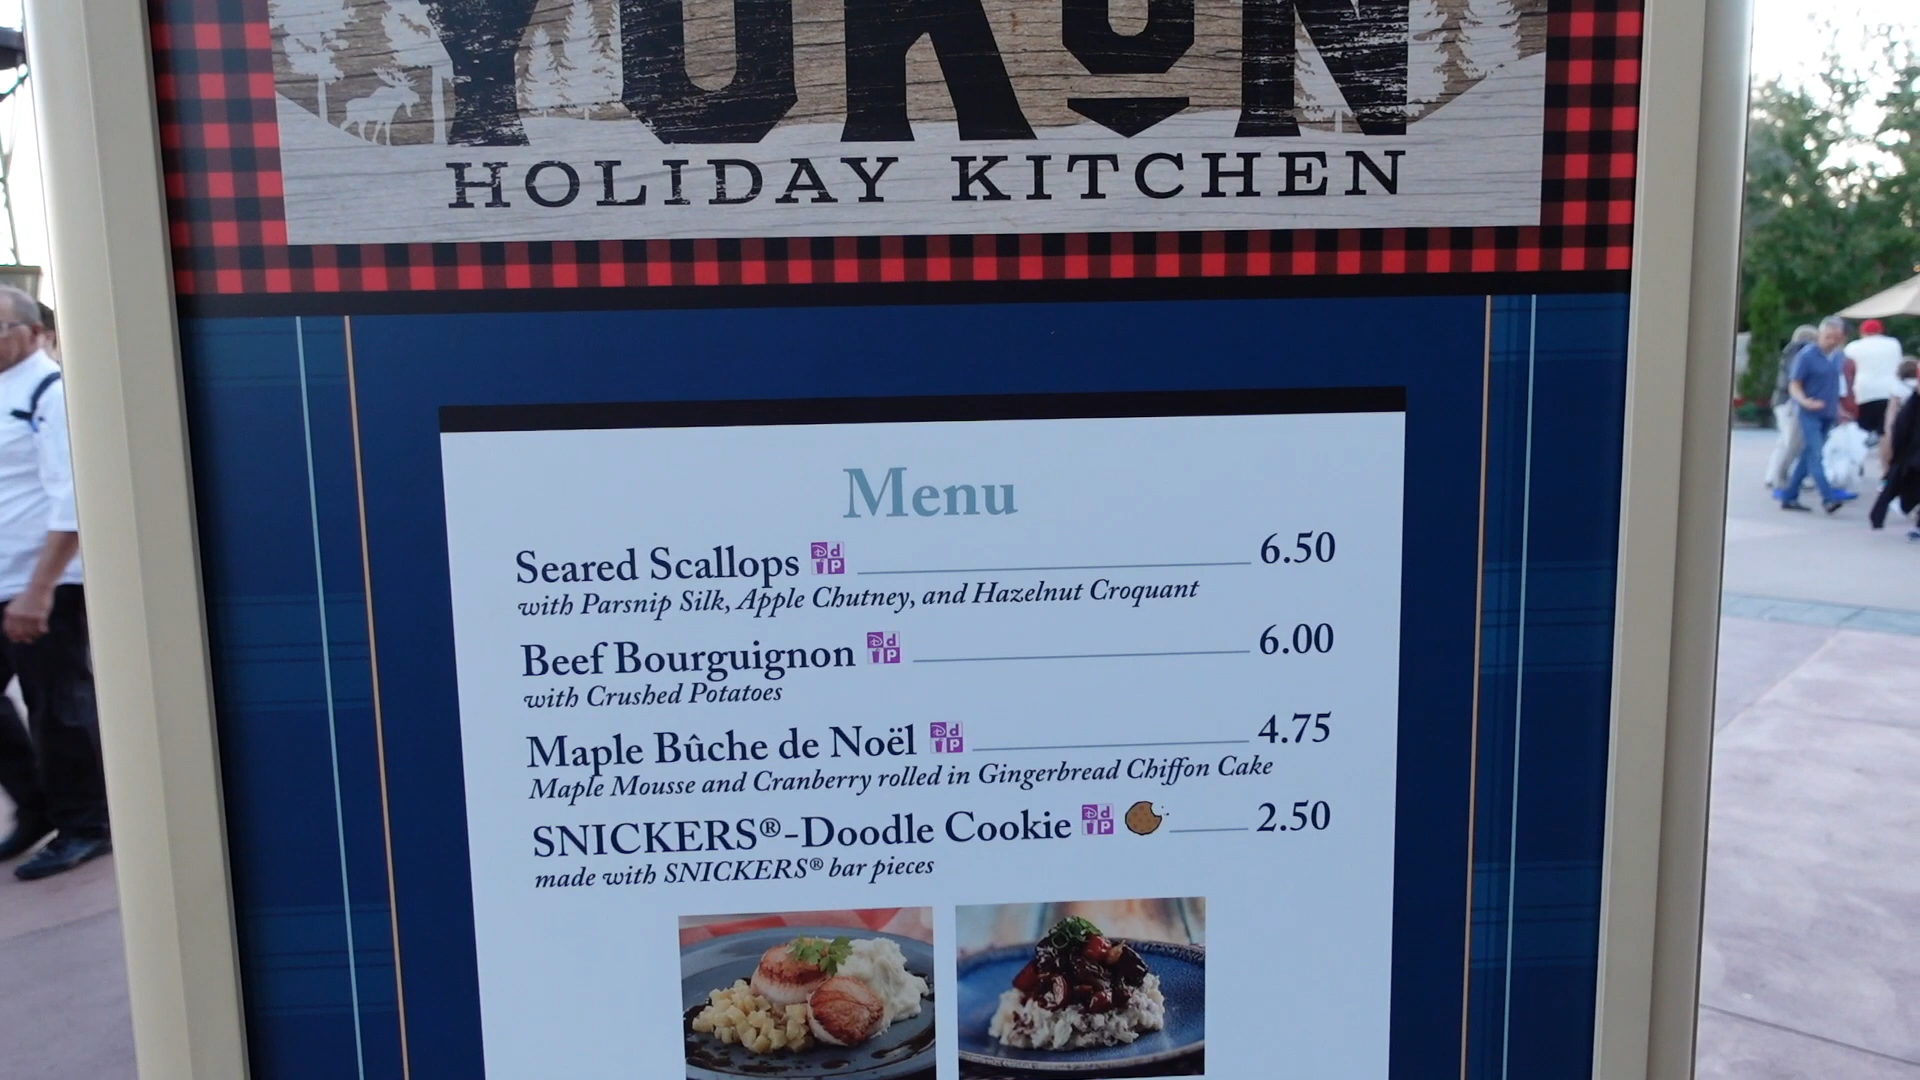 YUKON
HOLIDAY KITCHEN
Menu
Seared Scallops 6.50
with Parsnip Silk, Apple Chutney, and Hazelnut Croquant
Beef Bourguignon 6.00
with Crushed Potatoes
Maple Bûche de Noël 4.75
Maple Mousse and Cranberry rolled in Gingerbread Chiffon Cake
SNICKERS®-Doodle Cookie 2.50
made with SNICKERS® bar pieces